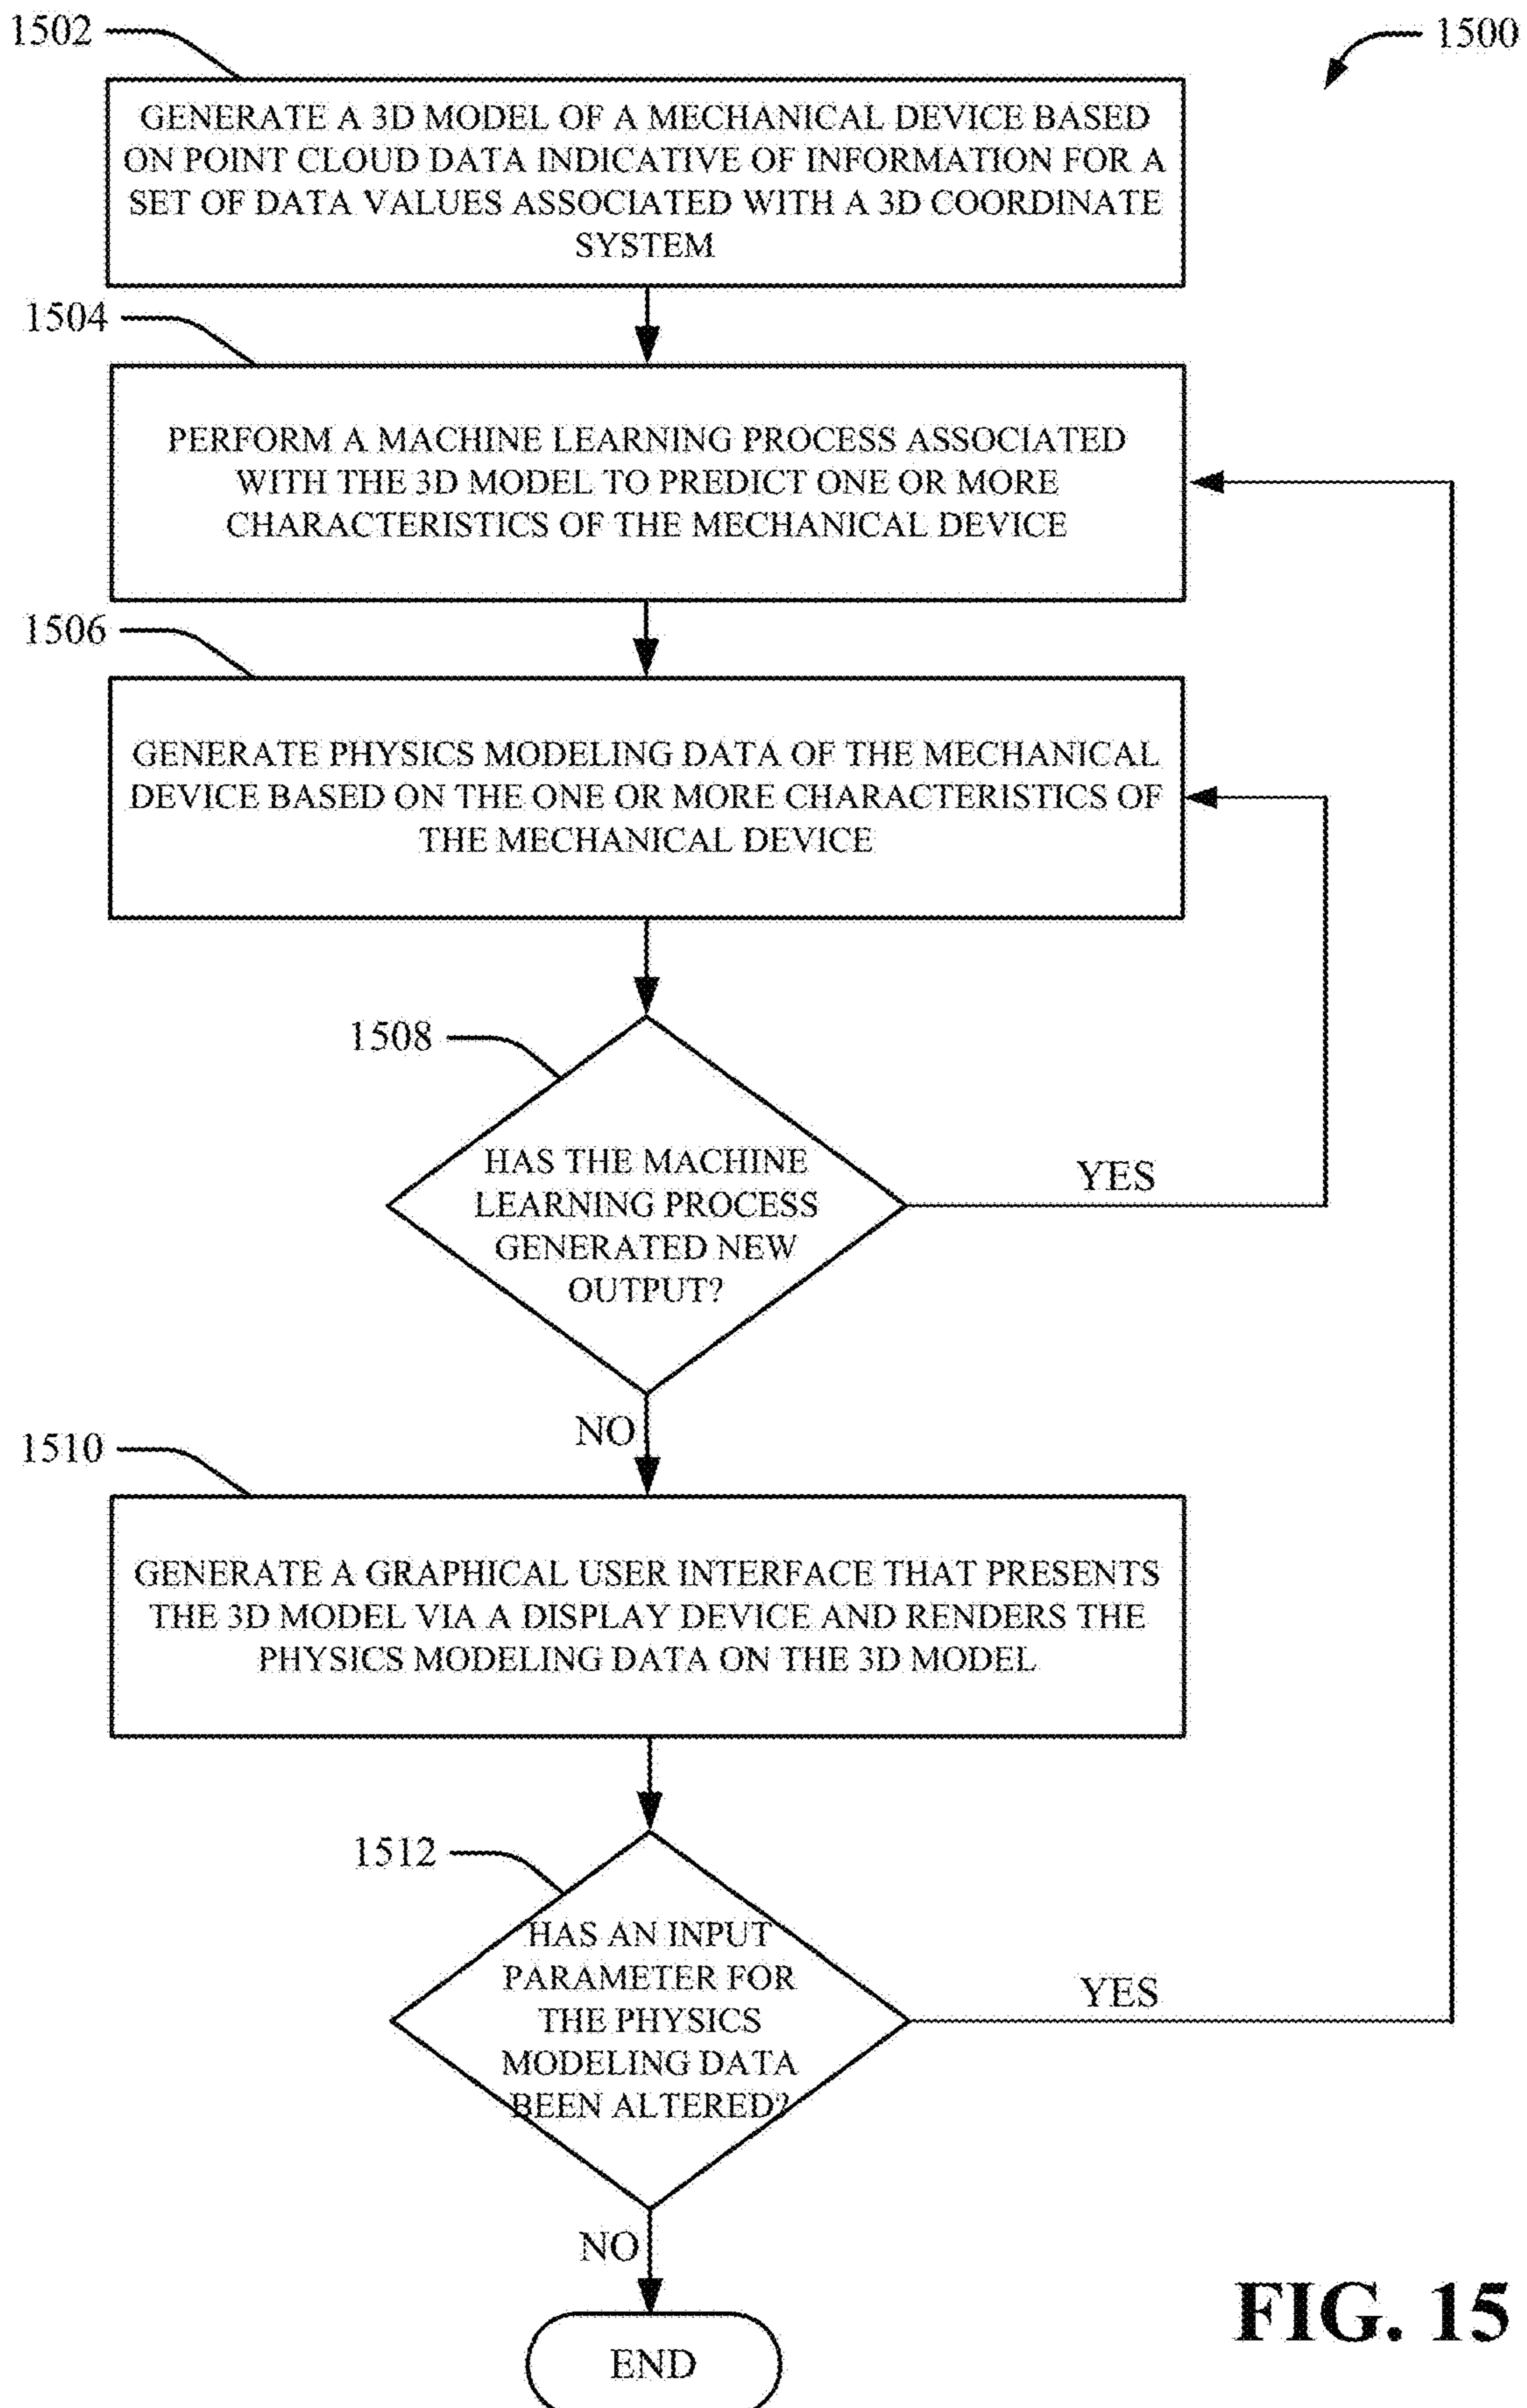 1502
1500
GENERATE A 3D MODEL OF A MECHANICAL DEVICE BASED
ON POINT CLOUD DATA INDICATIVE OF INFORMATION FOR A
SET OF DATA VALUES ASSOCIATED WITH A 3D COORDINATE
SYSTEM
1504
PERFORM A MACHINE LEARNING PROCESS ASSOCIATED
WITH THE 3D MODEL TO PREDICT ONE OR MORE
CHARACTERISTICS OF THE MECHANICAL DEVICE
1506
GENERATE PHYSICS MODELING DATA OF THE MECHANICAL
DEVICE BASED ON THE ONE OR MORE CHARACTERISTICS OF
THE MECHANICAL DEVICE
1508
HAS THE MACHINE
LEARNING PROCESS
GENERATED NEW
OUTPUT?
YES
NO
1510
GENERATE A GRAPHICAL USER INTERFACE THAT PRESENTS
THE 3D MODEL VIA A DISPLAY DEVICE AND RENDERS THE
PHYSICS MODELING DATA ON THE 3D MODEL
1512
HAS AN INPUT
PARAMETER FOR
THE PHYSICS
MODELING DATA
BEEN ALTERED?
YES
NO
END
FIG. 15